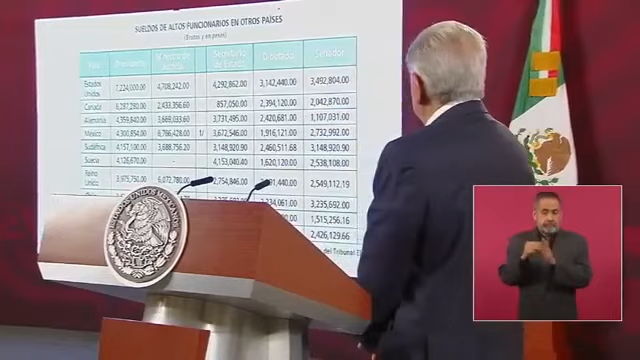 SUELDOS DE ALTOS FUNCIONARIOS EN OTROS PAÍSES
(Brutos y en pesos)
País Secretario de Estado Diputado Senador
Estados Unidos 7,224,000.00 4,708,242.00 4,292,862.00 3,142,440.00 3,492,804.00
Canadá 6,287,280.00 2,433,356.60 857,050.00 2,394,120.00 2,042,870.00
Alemania 4,359,840.00 3,669,033.60 3,731,495.00 2,420,681.00 1,107,031.00
México 4,300,854.00 6,766,428.00 1/ 3,672,546.00 1,916,121.00 2,732,992.00
Sudáfrica 4,157,100.00 3,688,756.20 3,148,920.90 2,460,511.68 3,148,920.90
Suecia 4,126,670.00 - 4,153,040.40 1,620,120.00 2,538,108.00
Reino Unido 3,975,750.00 6,072,780.00 2,754,846.00 2,549,112.19
3,235,692.00
1,515,256.16
2,426,129.66
del Tribunal
ESTADOS UNIDOS MEXICANOS